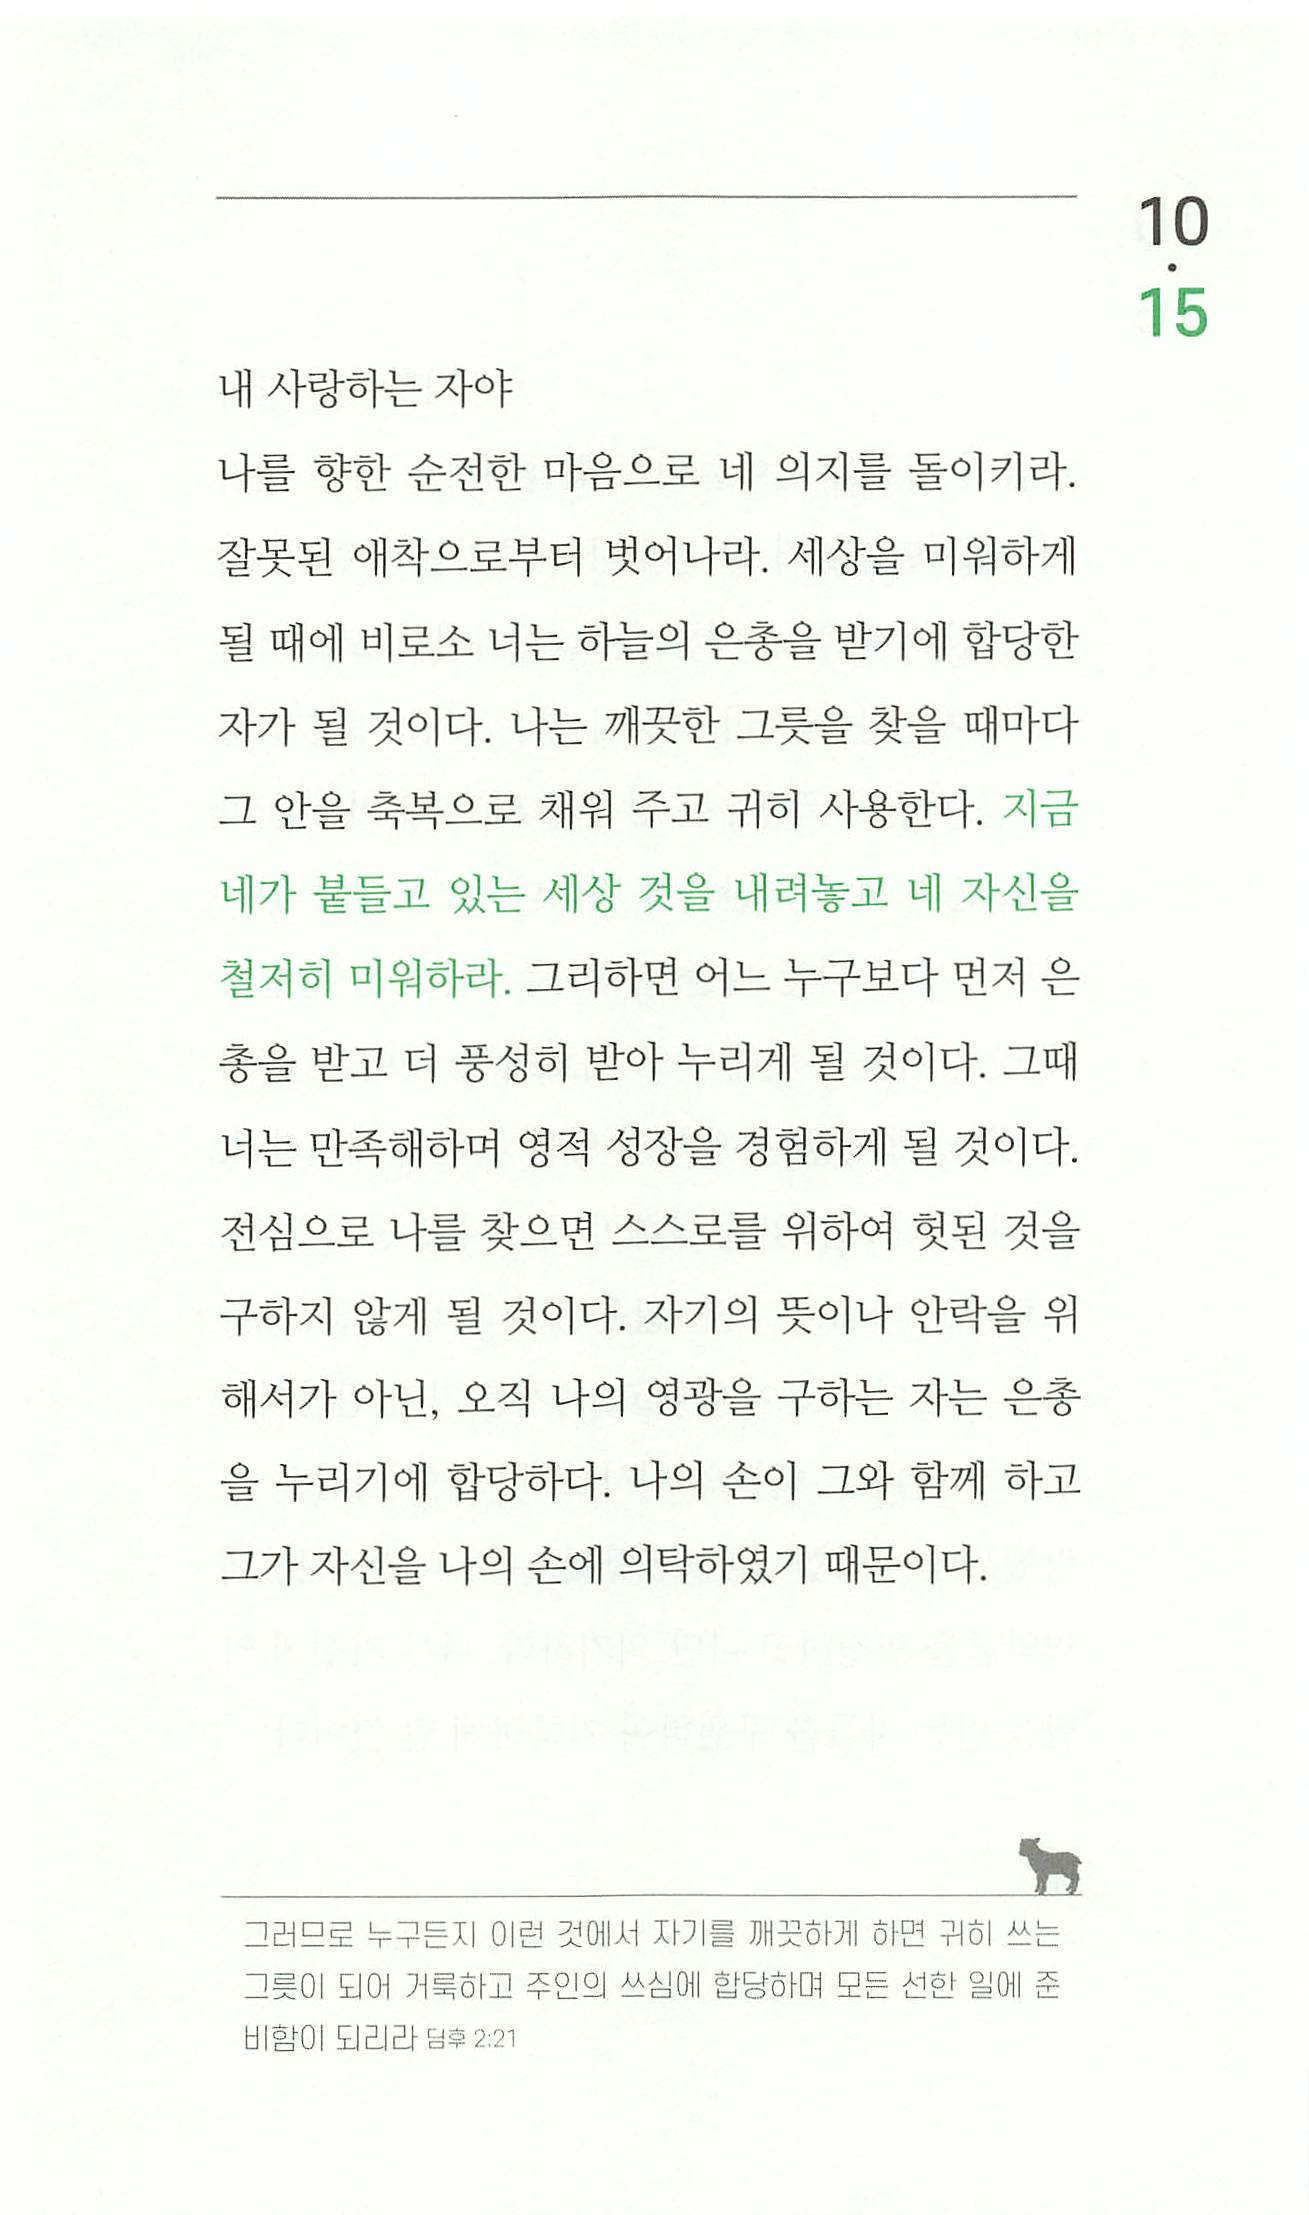 10
·
15
내 사랑하는 자야
나를 향한 순전한 마음으로 네 의지를 돌이키라.
잘못된 애착으로부터 벗어나라. 세상을 미워하게
될 때에 비로소 너는 하늘의 은총을 받기에 합당한
자가 될 것이다. 나는 깨끗한 그릇을 찾을 때마다
그 안을 축복으로 채워 주고 귀히 사용한다. 지금
네가 붙들고 있는 세상 것을 내려놓고 네 자신을
철저히 미워하라. 그리하면 어느 누구보다 먼저 은
총을 받고 더 풍성히 받아 누리게 될 것이다. 그때
너는 만족해하며 영적 성장을 경험하게 될 것이다.
전심으로 나를 찾으면 스스로를 위하여 헛된 것을
구하지 않게 될 것이다. 자기의 뜻이나 안락을 위
해서가 아닌, 오직 나의 영광을 구하는 자는 은총
을 누리기에 합당하다. 나의 손이 그와 함께 하고
그가 자신을 나의 손에 의탁하였기 때문이다.
그러므로 누구든지 이런 것에서 자기를 깨끗하게 하면 귀히 쓰는
그릇이 되어 거룩하고 주인의 쓰심에 합당하며 모든 선한 일에 준
비함이 되리라 딤후 2:21